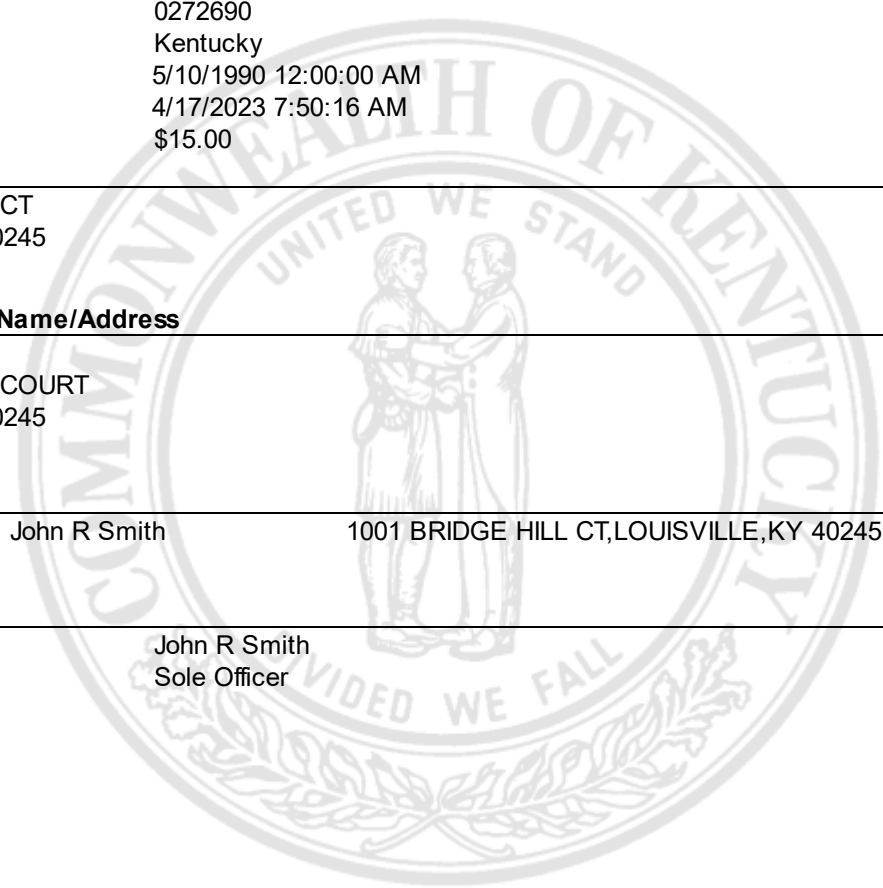 0272690
Kentucky
5/10/1990 12:00:00 AM
4/17/2023 7:50:16 AM
$15.00
CT
0245
Name/Address
COURT
0245
John R Smith 1001 BRIDGE HILL CT,LOUISVILLE,KY 40245
John R Smith
Sole Officer
COMMONWEALTH OF KENTUCKY
UNITED WE STAND
DIVIDED WE FALL